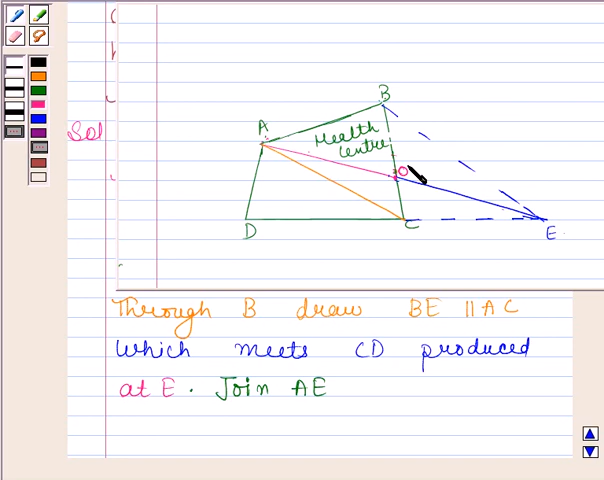 B
A
Health
centre
O
D
C
E
Sol
Through B draw BE || AC
Which meets CD produced
at E. Join AE